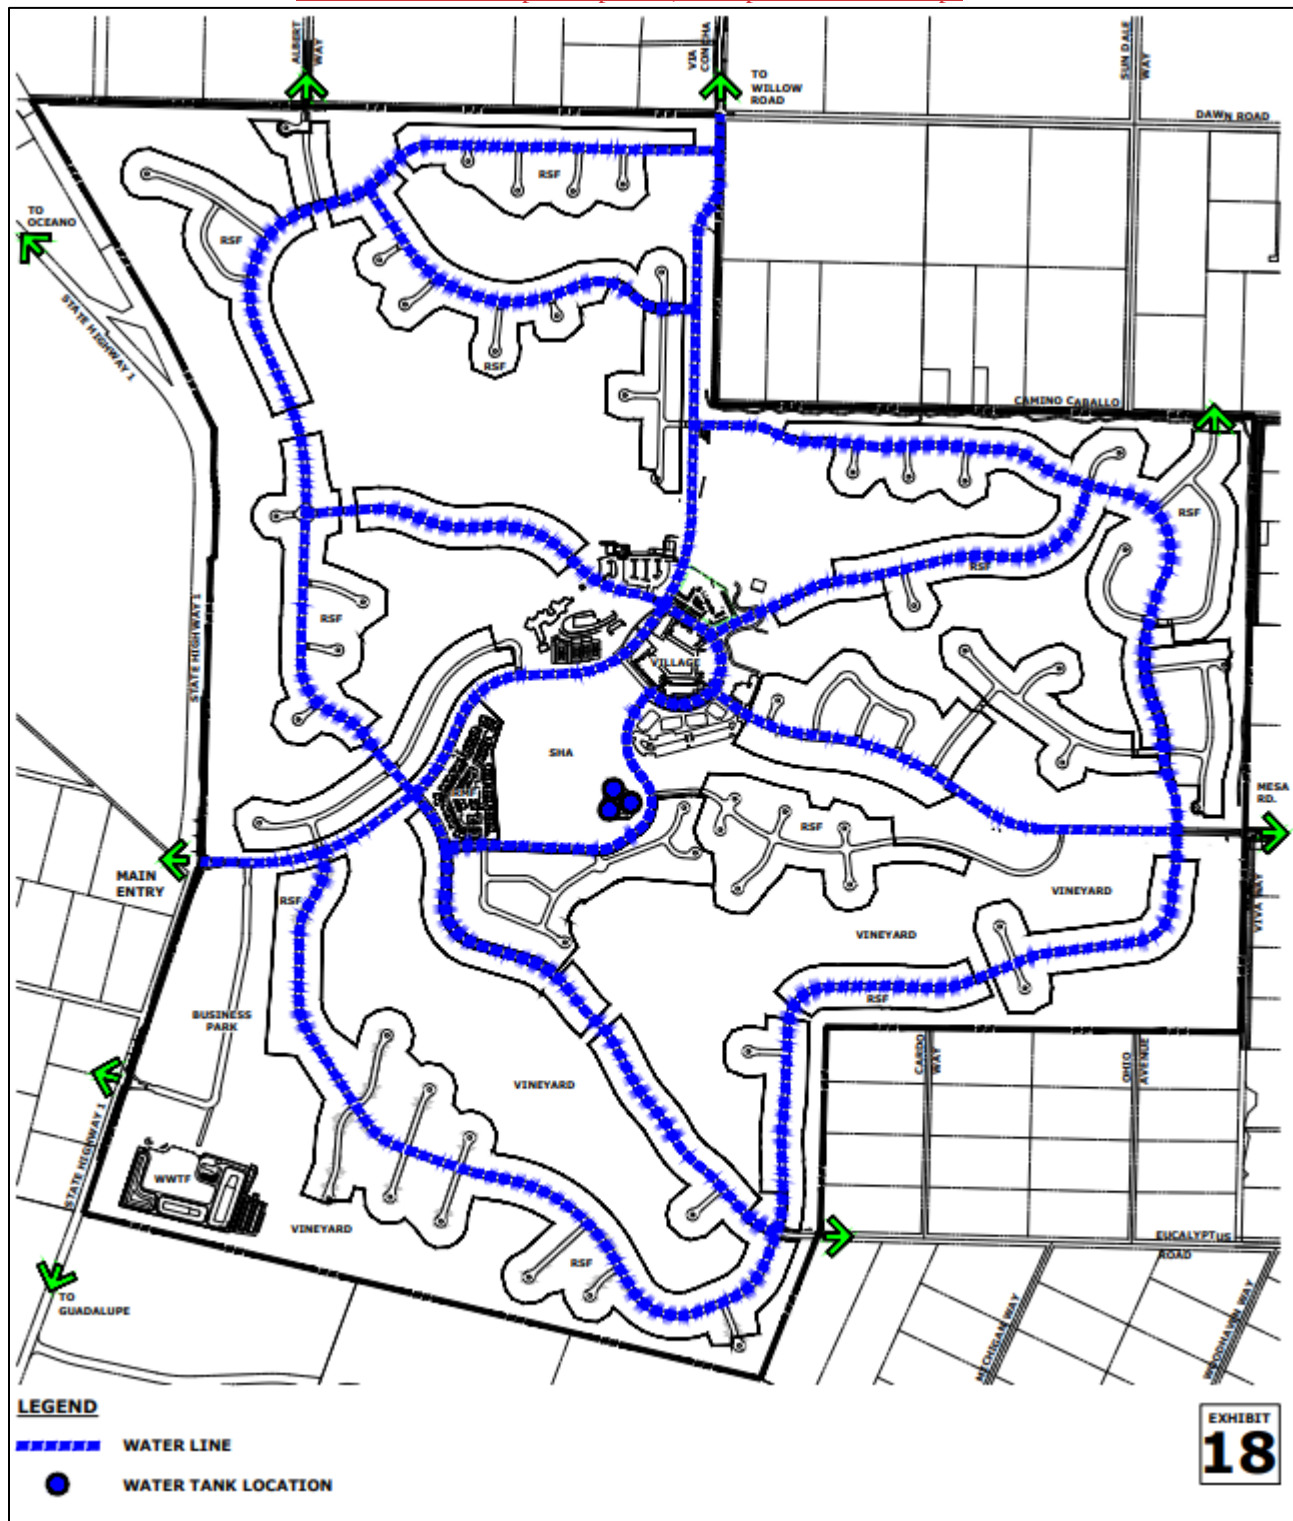 ALBERT
WAY
VIA
CONCHA
TO
WILLOW
ROAD
SUN DALE
WAY
DAWN ROAD
RSF
TO
OCEANO
RSF
STATE HIGHWAY 1
RSF
CAMINO CABALLO
RSF
RSF
RSF
STATE HIGHWAY 1
VILLAGE
SHA
MESA
RD.
RSF
MAIN
ENTRY
RSF
VINEYARD
VIVA WAY
VINEYARD
RSF
BUSINESS
PARK
CARDO
WAY
OHIO
AVENUE
VINEYARD
STATE HIGHWAY 1
WWTF
VINEYARD
EUCALYPTUS
ROAD
RSF
TO
GUADALUPE
MICHIGAN WAY
WOODHAVEN WAY
LEGEND
WATER LINE
WATER TANK LOCATION
EXHIBIT
18